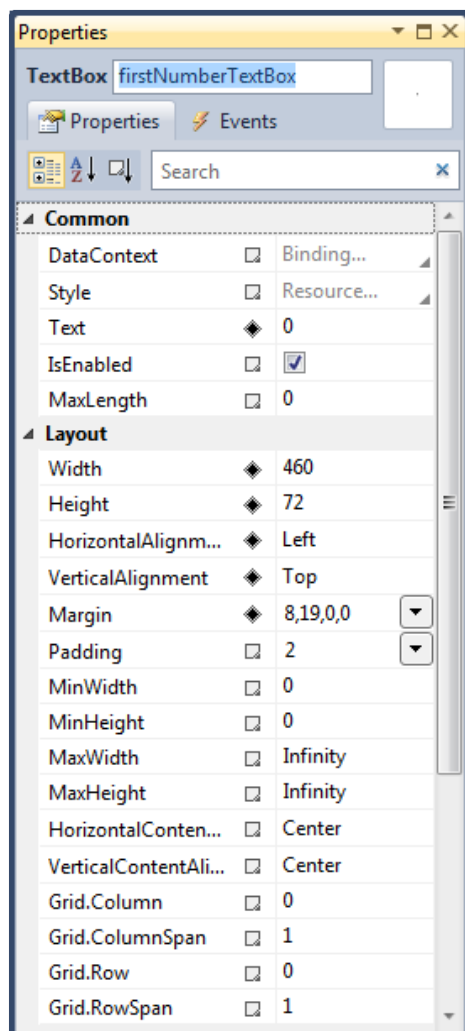 Properties
TextBox firstNumberTextBox
Properties Events
Search
Common
DataContext Binding...
Style Resource...
Text 0
IsEnabled
MaxLength 0
Layout
Width 460
Height 72
HorizontalAlignm... Left
VerticalAlignment Top
Margin 8,19,0,0
Padding 2
MinWidth 0
MinHeight 0
MaxWidth Infinity
MaxHeight Infinity
HorizontalConten... Center
VerticalContentAli... Center
Grid.Column 0
Grid.ColumnSpan 1
Grid.Row 0
Grid.RowSpan 1